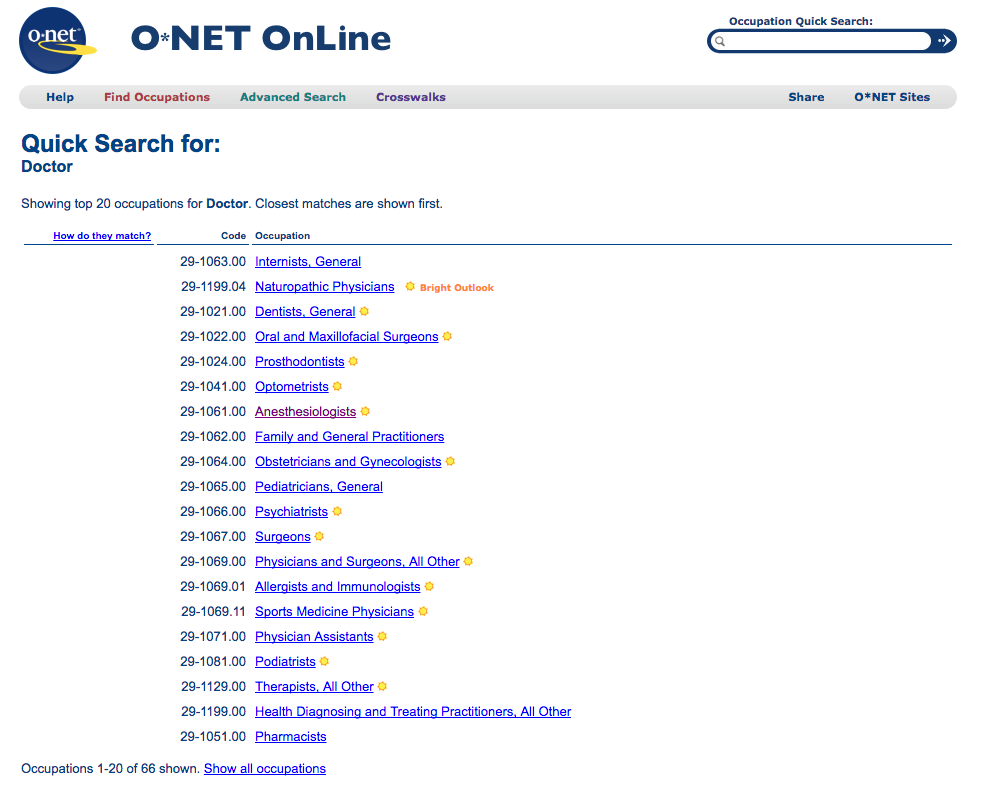 o·net®
O*NET OnLine
Occupation Quick Search:
Help Find Occupations Advanced Search Crosswalks Share O*NET Sites
Quick Search for:
Doctor
Showing top 20 occupations for Doctor. Closest matches are shown first.
How do they match? Code Occupation
29-1063.00 Internists, General
29-1199.04 Naturopathic Physicians Bright Outlook
29-1021.00 Dentists, General
29-1022.00 Oral and Maxillofacial Surgeons
29-1024.00 Prosthodontists
29-1041.00 Optometrists
29-1061.00 Anesthesiologists
29-1062.00 Family and General Practitioners
29-1064.00 Obstetricians and Gynecologists
29-1065.00 Pediatricians, General
29-1066.00 Psychiatrists
29-1067.00 Surgeons
29-1069.00 Physicians and Surgeons, All Other
29-1069.01 Allergists and Immunologists
29-1069.11 Sports Medicine Physicians
29-1071.00 Physician Assistants
29-1081.00 Podiatrists
29-1129.00 Therapists, All Other
29-1199.00 Health Diagnosing and Treating Practitioners, All Other
29-1051.00 Pharmacists
Occupations 1-20 of 66 shown. Show all occupations